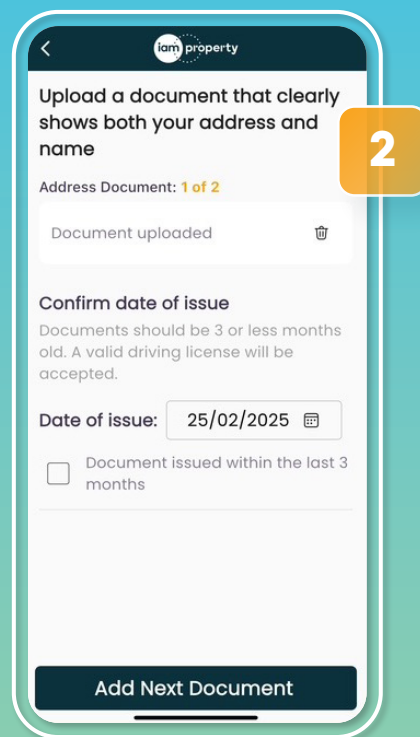 iam property
Upload a document that clearly
shows both your address and
name
2
Address Document: 1 of 2
Document uploaded
Confirm date of issue
Documents should be 3 or less months
old. A valid driving license will be
accepted.
Date of issue: 25/02/2025
Document issued within the last 3
months
Add Next Document